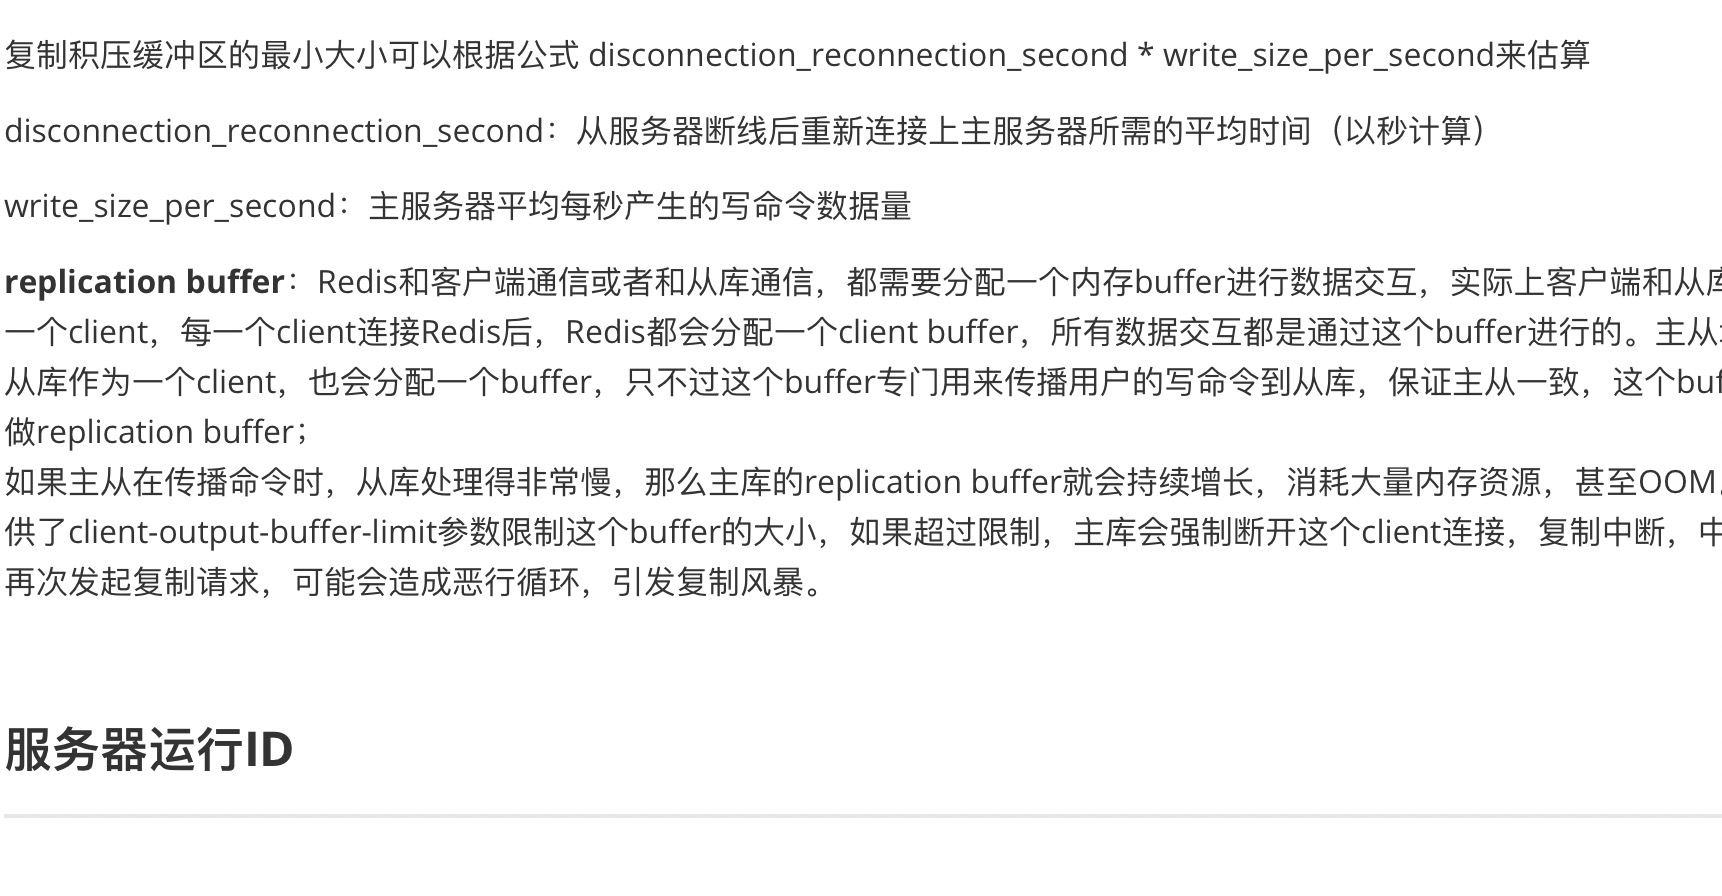 复制积压缓冲区的最小大小可以根据公式 disconnection_reconnection_second * write_size_per_second来估算
disconnection_reconnection_second：从服务器断线后重新连接上主服务器所需的平均时间（以秒计算）
write_size_per_second：主服务器平均每秒产生的写命令数据量
replication buffer：Redis和客户端通信或者和从库通信，都需要分配一个内存buffer进行数据交互，实际上客户端和从库
一个client，每一个client连接Redis后，Redis都会分配一个client buffer，所有数据交互都是通过这个buffer进行的。主从
从库作为一个client，也会分配一个buffer，只不过这个buffer专门用来传播用户的写命令到从库，保证主从一致，这个buf
做replication buffer；
如果主从在传播命令时，从库处理得非常慢，那么主库的replication buffer就会持续增长，消耗大量内存资源，甚至OOM
供了client-output-buffer-limit参数限制这个buffer的大小，如果超过限制，主库会强制断开这个client连接，复制中断，中
再次发起复制请求，可能会造成恶行循环，引发复制风暴。
服务器运行ID